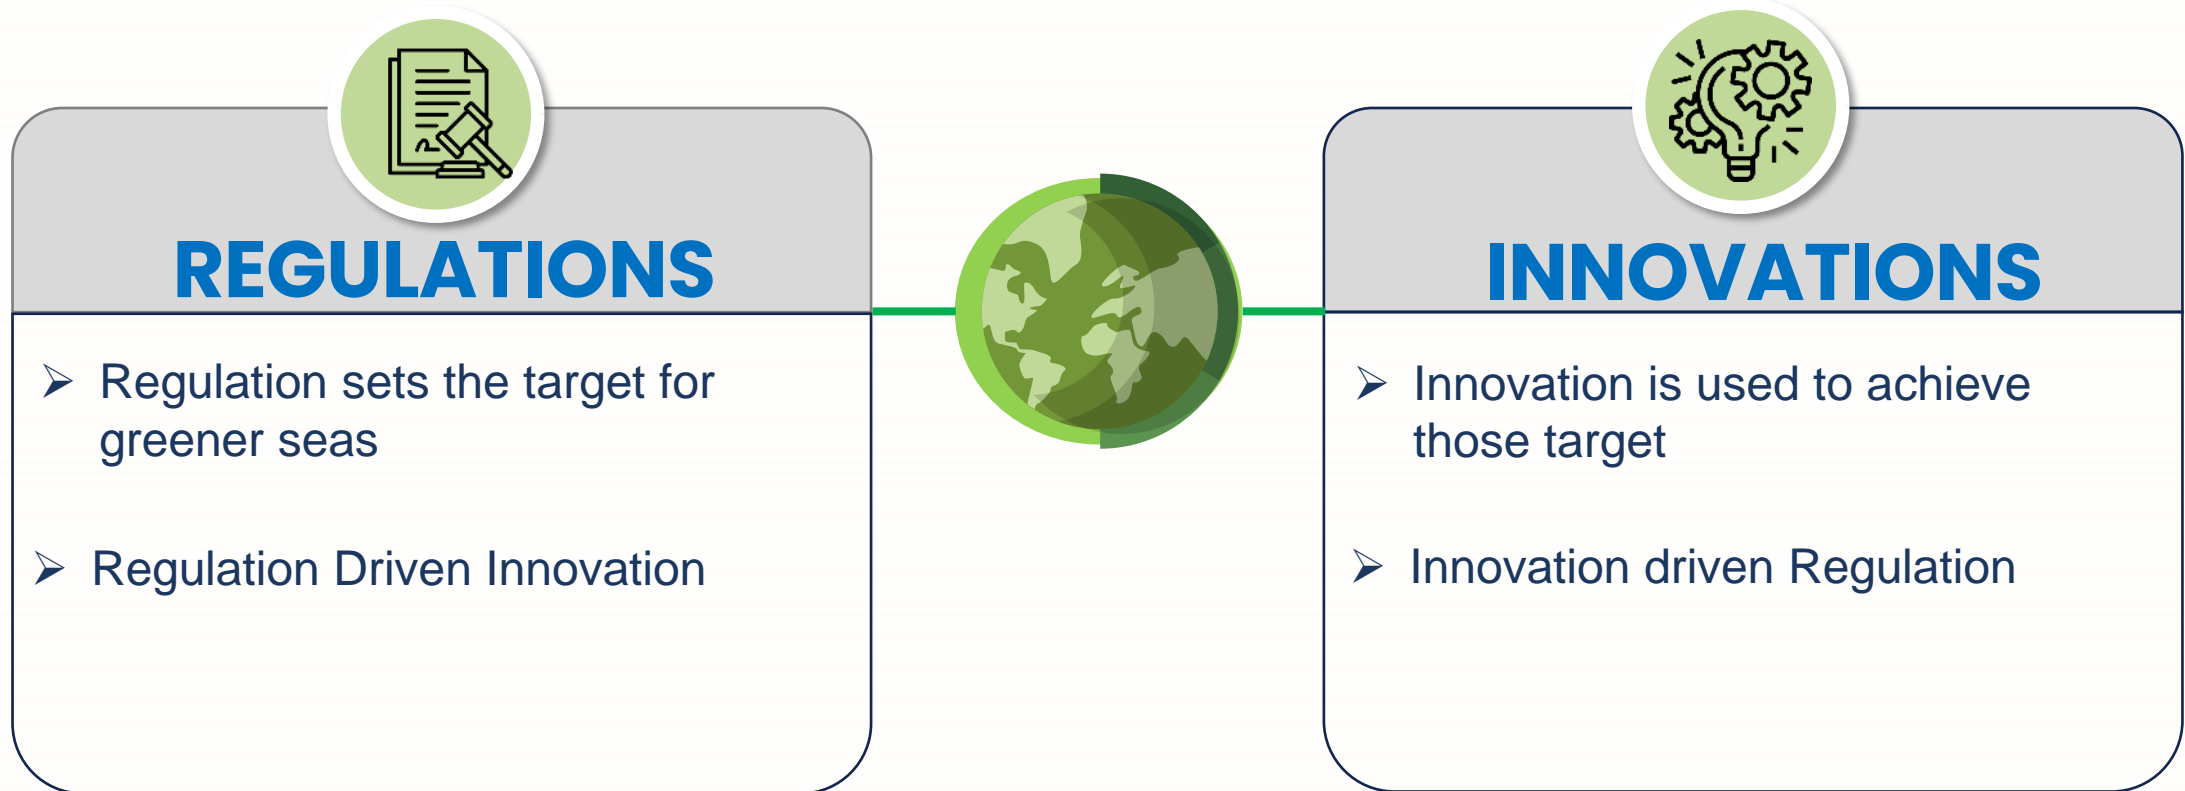 REGULATIONS
➢ Regulation sets the target for
greener seas
➢ Regulation Driven Innovation
INNOVATIONS
➢ Innovation is used to achieve
those target
➢ Innovation driven Regulation